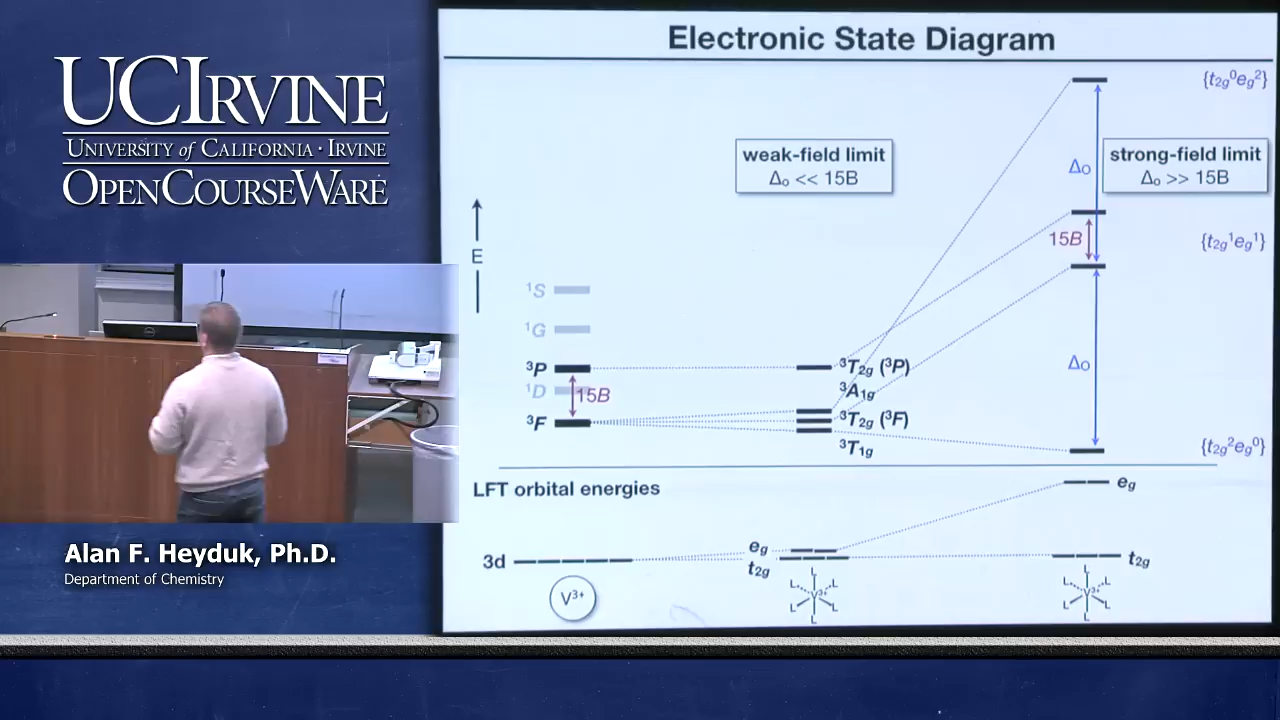 UCIRVINE
UNIVERSITY of CALIFORNIA · IRVINE
OPENCOURSEWARE
Alan F. Heyduk, Ph.D.
Department of Chemistry
Electronic State Diagram
{t₂g⁰eg²}
weak-field limit
Δₒ << 15B
Δₒ
strong-field limit
Δₒ >> 15B
E
15B
{t₂g¹eg¹}
¹S
¹G
³P
¹D
15B
³F
³T₂g (³P)
³A₁g
³T₂g (³F)
³T₁g
Δₒ
{t₂g²eg⁰}
LFT orbital energies
eg
3d
eg
t₂g
t₂g
V³⁺
L
L L
V³⁺
L L
L
L
L L
V³⁺
L L
L